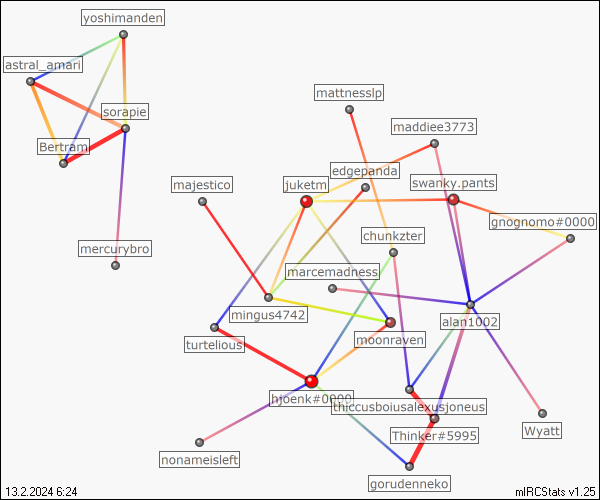 yoshimanden
astral_amari
mattnesslp
sorapie
maddiee3773
Bertram
edgepanda
majestico
juketm
swanky.pants
gnognomo#0000
chunkzter
mercurybro
marcemadness
mingus4742
alan1002
turtelious
moonraven
hjoenk#0000
thiccusboiusalexusjoneus
Wyatt
Thinker#5995
nonameisleft
gorudenneko
13.2.2024 6:24
mIRCStats v1.25